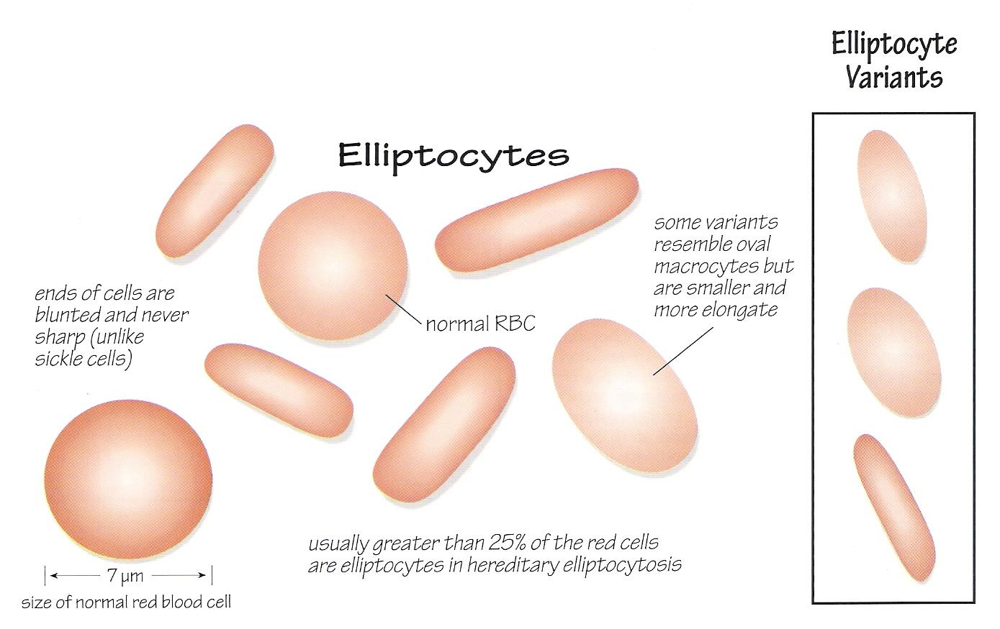 Elliptocyte
Variants
Elliptocytes
some variants
resemble oval
macrocytes but
are smaller and
more elongate
ends of cells are
blunted and never
sharp (unlike
sickle cells)
normal RBC
usually greater than 25% of the red cells
are elliptocytes in hereditary elliptocytosis
7 µm
size of normal red blood cell